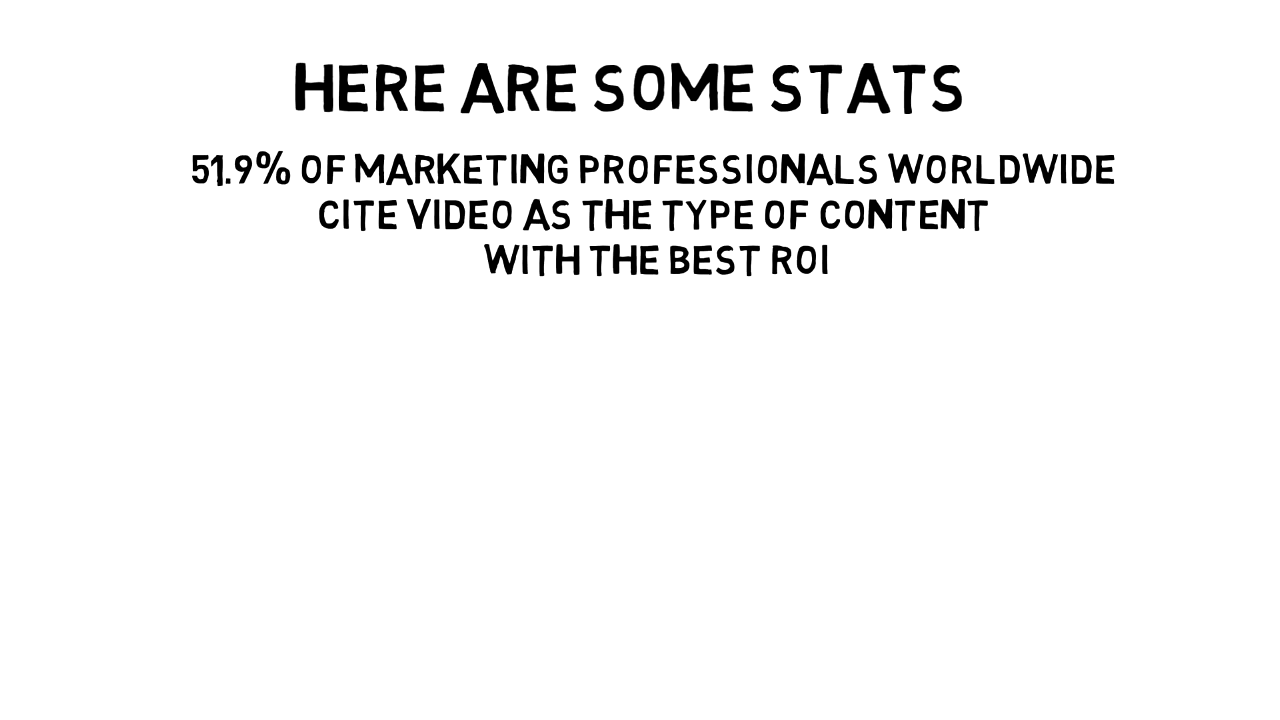 HERE ARE SOME STATS
51.9% OF MARKETING PROFESSIONALS WORLDWIDE
CITE VIDEO AS THE TYPE OF CONTENT
WITH THE BEST ROI